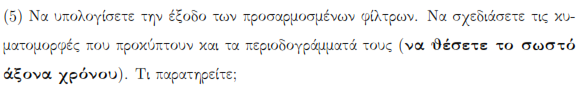 (5) Να υπολογίσετε την έξοδο των προσαρμοσμένων φίλτρων. Να σχεδιάσετε τις κυ-
ματομορφές που προκύπτουν και τα περιοδογράμματά τους (να θέσετε το σωστό
άξονα χρόνου). Τι παρατηρείτε;